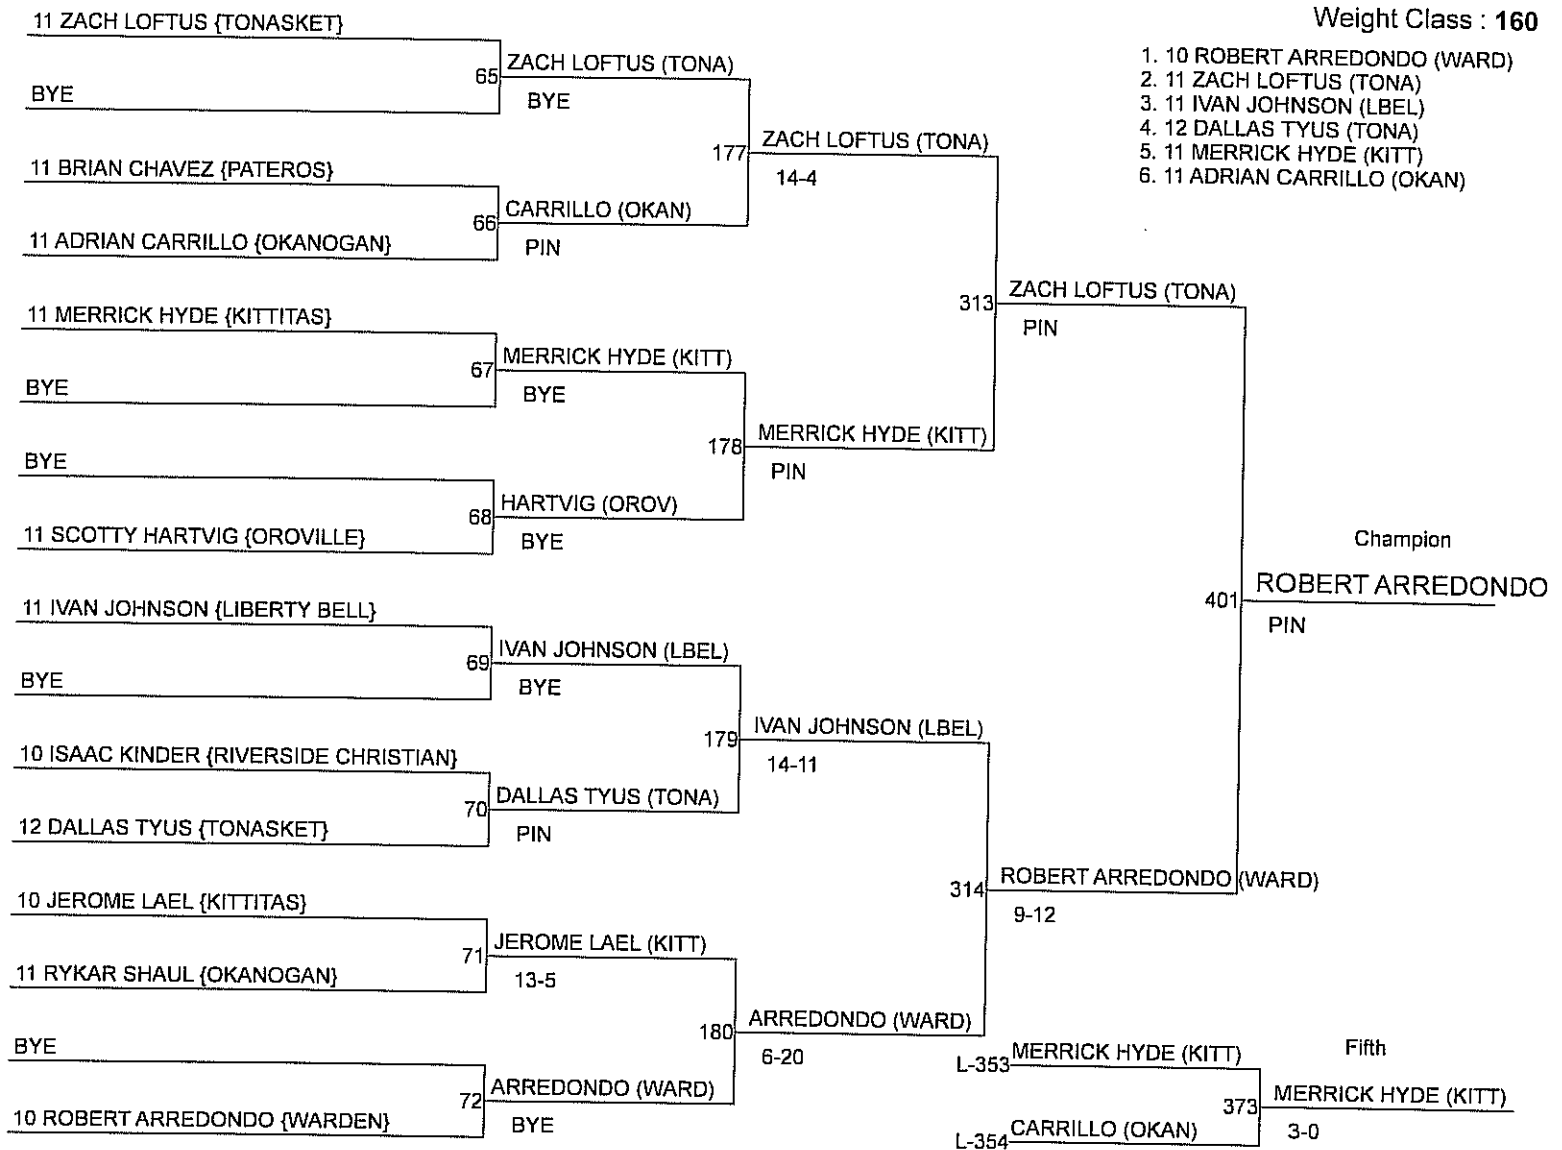 Weight Class : 160
1. 10 ROBERT ARREDONDO (WARD)
2. 11 ZACH LOFTUS (TONA)
3. 11 IVAN JOHNSON (LBEL)
4. 12 DALLAS TYUS (TONA)
5. 11 MERRICK HYDE (KITT)
6. 11 ADRIAN CARRILLO (OKAN)
11 ZACH LOFTUS {TONASKET}
BYE
11 BRIAN CHAVEZ {PATEROS}
11 ADRIAN CARRILLO {OKANOGAN}
11 MERRICK HYDE {KITTITAS}
BYE
BYE
11 SCOTTY HARTVIG {OROVILLE}
11 IVAN JOHNSON {LIBERTY BELL}
BYE
10 ISAAC KINDER {RIVERSIDE CHRISTIAN}
12 DALLAS TYUS {TONASKET}
10 JEROME LAEL {KITTITAS}
11 RYKAR SHAUL {OKANOGAN}
BYE
10 ROBERT ARREDONDO {WARDEN}
65 ZACH LOFTUS (TONA)
BYE
66 CARRILLO (OKAN)
PIN
67 MERRICK HYDE (KITT)
BYE
68 HARTVIG (OROV)
BYE
69 IVAN JOHNSON (LBEL)
BYE
70 DALLAS TYUS (TONA)
PIN
71 JEROME LAEL (KITT)
13-5
72 ARREDONDO (WARD)
BYE
177 ZACH LOFTUS (TONA)
14-4
178 MERRICK HYDE (KITT)
PIN
179 IVAN JOHNSON (LBEL)
14-11
180 ARREDONDO (WARD)
6-20
313 ZACH LOFTUS (TONA)
PIN
314 ROBERT ARREDONDO (WARD)
9-12
Champion
401 ROBERT ARREDONDO
PIN
Fifth
L-353 MERRICK HYDE (KITT)
L-354 CARRILLO (OKAN)
373 MERRICK HYDE (KITT)
3-0